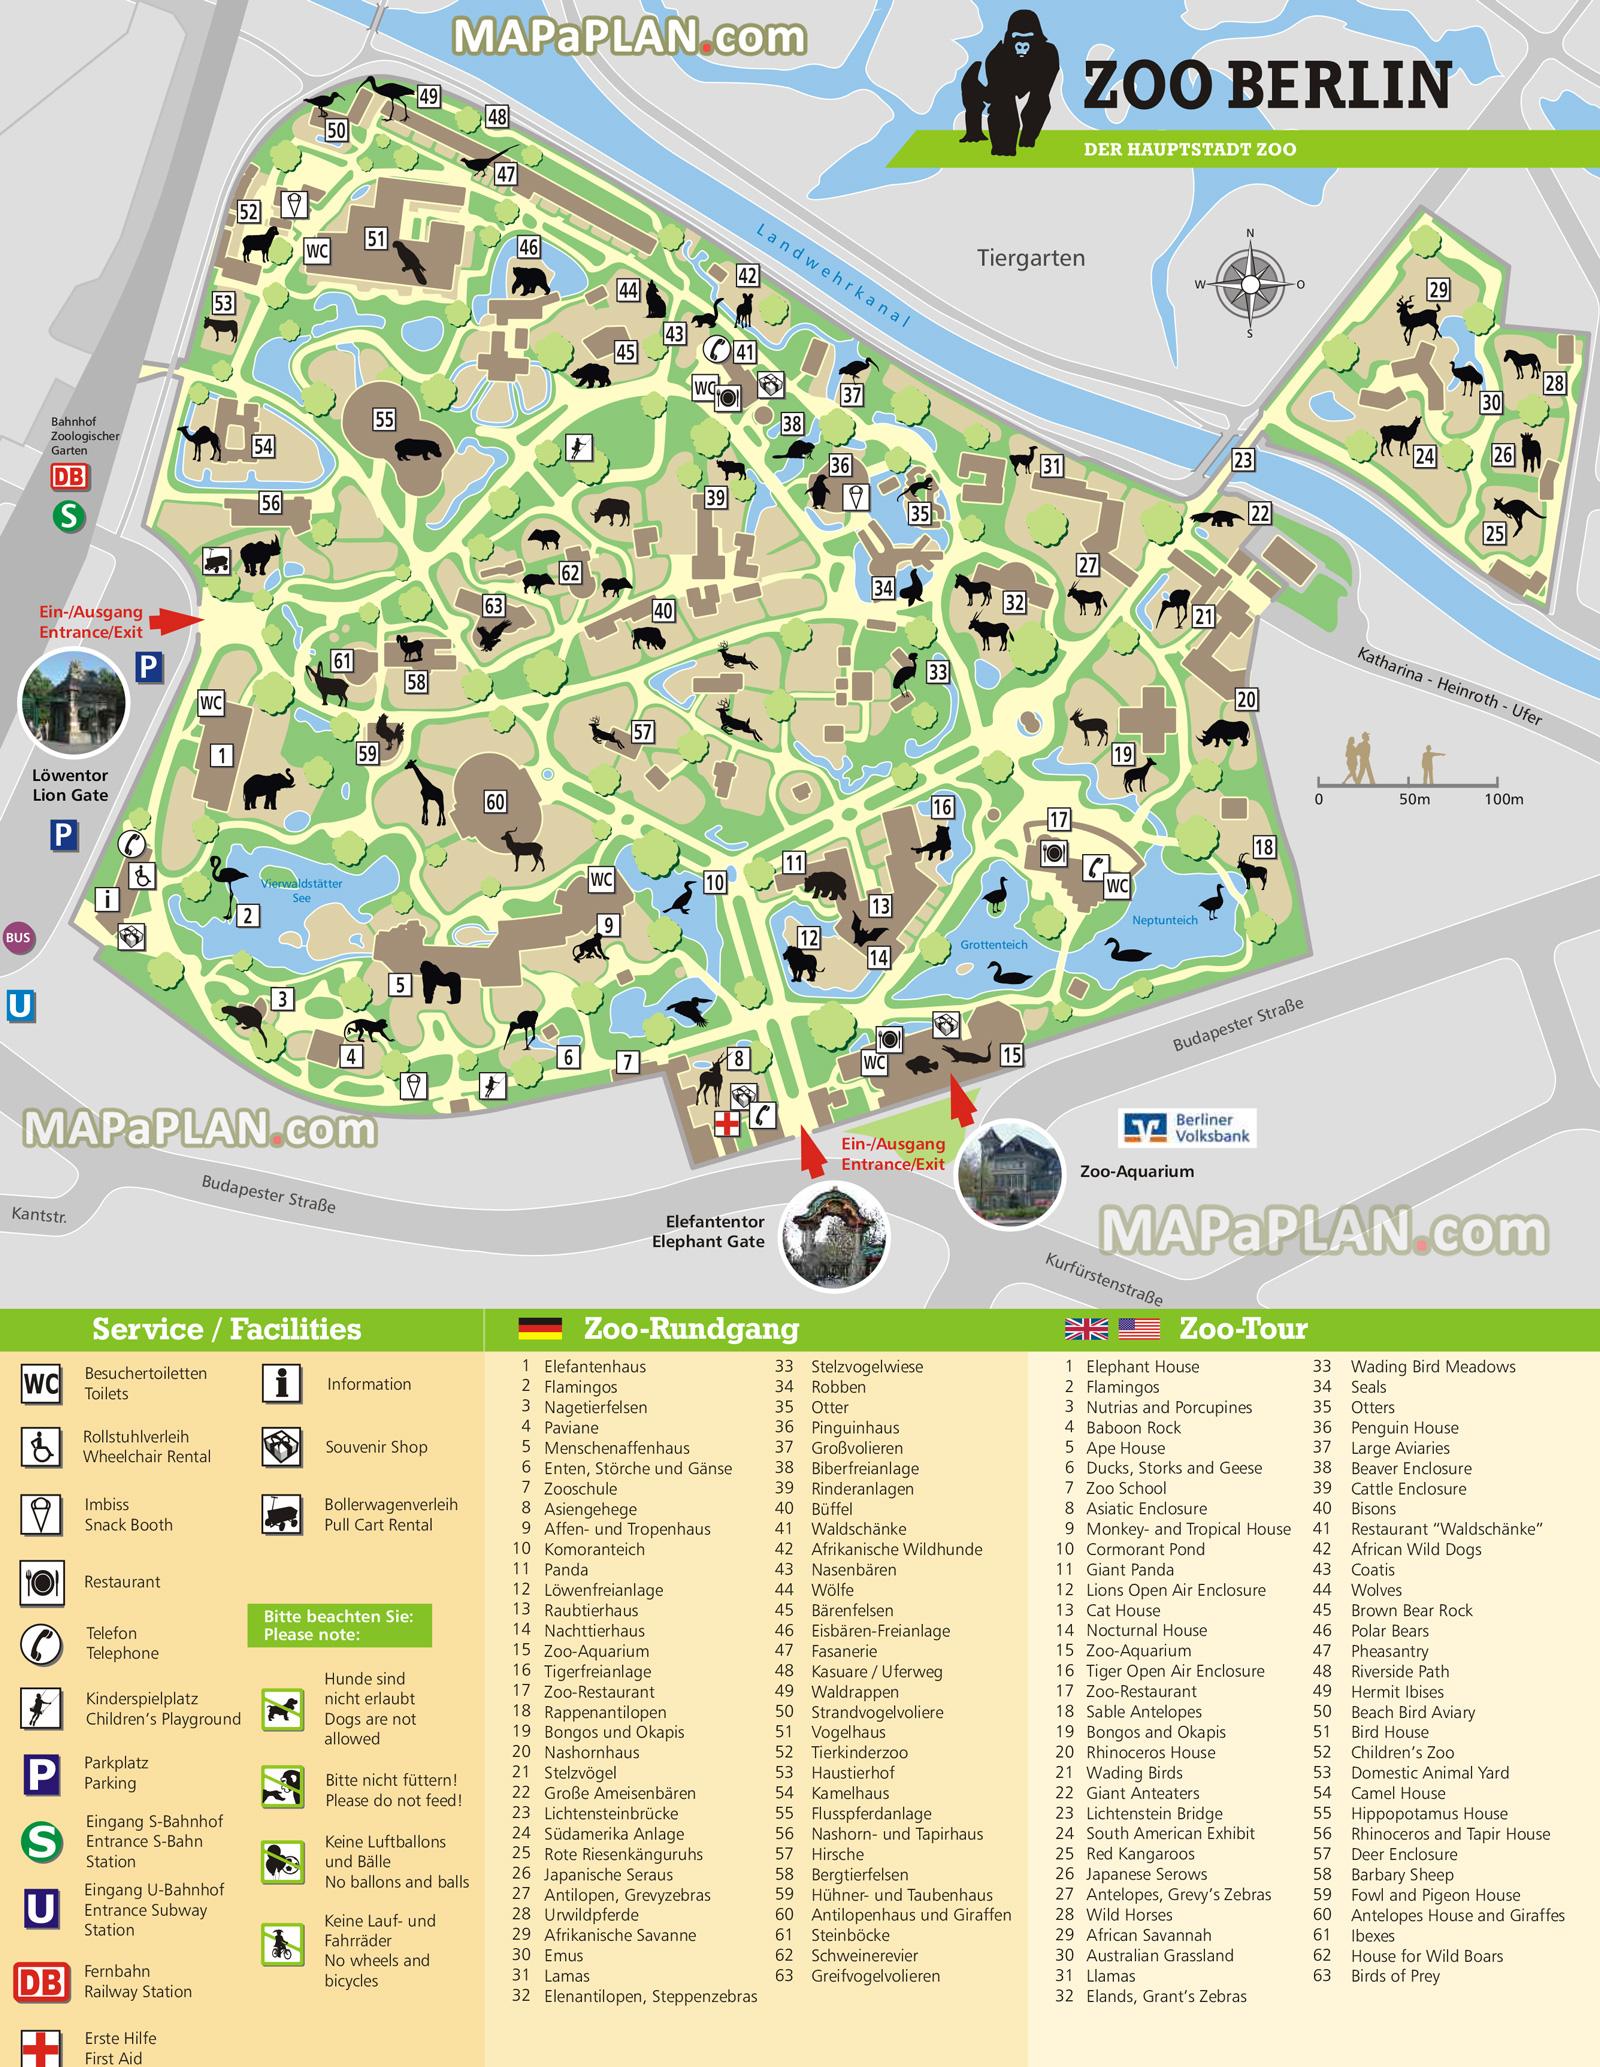 MAPaPLAN.com
ZOO BERLIN
DER HAUPTSTADT ZOO
Landwehrkanal
Tiergarten
N
W
O
S
49
50
48
47
52
WC
51
46
42
44
53
43
41
45
WC
29
28
30
26
24
23
25
Bahnhof
Zoologischer
Garten
DB
S
55
54
56
37
38
36
39
35
31
22
27
34
32
21
62
63
40
33
61
58
57
59
60
20
19
Ein-/Ausgang
Entrance/Exit
P
Löwentor
Lion Gate
P
WC
1
Katharina - Heinroth - Ufer
0
50m
100m
16
17
WC
18
11
10
13
12
14
WC
9
Vierwaldstätter
See
2
i
BUS
U
5
3
4
6
7
8
Grottenteich
Neptunteich
WC
15
Budapester Straße
MAPaPLAN.com
Ein-/Ausgang
Entrance/Exit
Berliner
Volksbank
Zoo-Aquarium
Budapester Straße
Kantstr.
Elefantentor
Elephant Gate
MAPaPLAN.com
Kurfürstenstraße
Service / Facilities
WC
Besuchertoiletten
Toilets
Rollstuhlverleih
Wheelchair Rental
Imbiss
Snack Booth
Restaurant
Telefon
Telephone
Kinderspielplatz
Children's Playground
P
Parkplatz
Parking
S
Eingang S-Bahnhof
Entrance S-Bahn
Station
U
Eingang U-Bahnhof
Entrance Subway
Station
DB
Fernbahn
Railway Station
Erste Hilfe
First Aid
i
Information
Souvenir Shop
Bollerwagenverleih
Pull Cart Rental
Bitte beachten Sie:
Please note:
Hunde sind
nicht erlaubt
Dogs are not
allowed
Bitte nicht füttern!
Please do not feed!
Keine Luftballons
und Bälle
No ballons and balls
Keine Lauf- und
Fahrräder
No wheels and
bicycles
Zoo-Rundgang
1 Elefantenhaus
2 Flamingos
3 Nagetierfelsen
4 Paviane
5 Menschenaffenhaus
6 Enten, Störche und Gänse
7 Zooschule
8 Asiengehege
9 Affen- und Tropenhaus
10 Komoranteich
11 Panda
12 Löwenfreianlage
13 Raubtierhaus
14 Nachttierhaus
15 Zoo-Aquarium
16 Tigerfreianlage
17 Zoo-Restaurant
18 Rappenantilopen
19 Bongos und Okapis
20 Nashornhaus
21 Stelzvögel
22 Große Ameisenbären
23 Lichtensteinbrücke
24 Südamerika Anlage
25 Rote Riesenkänguruhs
26 Japanische Seraus
27 Antilopen, Grevyzebras
28 Urwildpferde
29 Afrikanische Savanne
30 Emus
31 Lamas
32 Elenantilopen, Steppenzebras
33 Stelzvogelwiese
34 Robben
35 Otter
36 Pinguinhaus
37 Großvolieren
38 Biberfreianlage
39 Rinderanlagen
40 Büffel
41 Waldschänke
42 Afrikanische Wildhunde
43 Nasenbären
44 Wölfe
45 Bärenfelsen
46 Eisbären-Freianlage
47 Fasanerie
48 Kasuare / Uferweg
49 Waldrappen
50 Strandvogelvoliere
51 Vogelhaus
52 Tierkinderzoo
53 Haustierhof
54 Kamelhaus
55 Flusspferdanlage
56 Nashorn- und Tapirhaus
57 Hirsche
58 Bergtierfelsen
59 Hühner- und Taubenhaus
60 Antilopenhaus und Giraffen
61 Steinböcke
62 Schweinerevier
63 Greifvogelvolieren
Zoo-Tour
1 Elephant House
2 Flamingos
3 Nutrias and Porcupines
4 Baboon Rock
5 Ape House
6 Ducks, Storks and Geese
7 Zoo School
8 Asiatic Enclosure
9 Monkey- and Tropical House
10 Cormorant Pond
11 Giant Panda
12 Lions Open Air Enclosure
13 Cat House
14 Nocturnal House
15 Zoo-Aquarium
16 Tiger Open Air Enclosure
17 Zoo-Restaurant
18 Sable Antelopes
19 Bongos and Okapis
20 Rhinoceros House
21 Wading Birds
22 Giant Anteaters
23 Lichtenstein Bridge
24 South American Exhibit
25 Red Kangaroos
26 Japanese Serows
27 Antelopes, Grevy's Zebras
28 Wild Horses
29 African Savannah
30 Australian Grassland
31 Llamas
32 Elands, Grant's Zebras
33 Wading Bird Meadows
34 Seals
35 Otters
36 Penguin House
37 Large Aviaries
38 Beaver Enclosure
39 Cattle Enclosure
40 Bisons
41 Restaurant “Waldschänke”
42 African Wild Dogs
43 Coatis
44 Wolves
45 Brown Bear Rock
46 Polar Bears
47 Pheasantry
48 Riverside Path
49 Hermit Ibises
50 Beach Bird Aviary
51 Bird House
52 Children's Zoo
53 Domestic Animal Yard
54 Camel House
55 Hippopotamus House
56 Rhinoceros and Tapir House
57 Deer Enclosure
58 Barbary Sheep
59 Fowl and Pigeon House
60 Antelopes House and Giraffes
61 Ibexes
62 House for Wild Boars
63 Birds of Prey